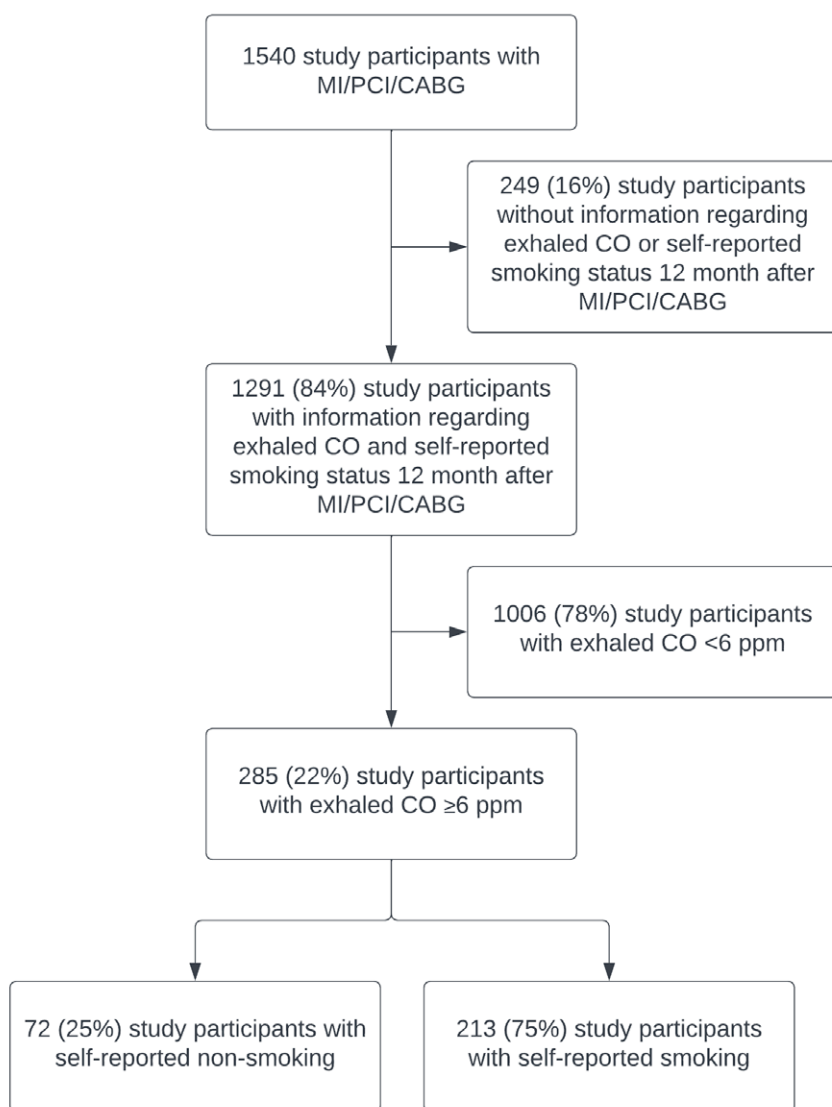 1540 study participants with
MI/PCI/CABG
249 (16%) study participants
without information regarding
exhaled CO or self-reported
smoking status 12 month after
MI/PCI/CABG
1291 (84%) study participants
with information regarding
exhaled CO and self-reported
smoking status 12 month after
MI/PCI/CABG
1006 (78%) study participants
with exhaled CO <6 ppm
285 (22%) study participants
with exhaled CO ≥6 ppm
72 (25%) study participants with
self-reported non-smoking
213 (75%) study participants
with self-reported smoking